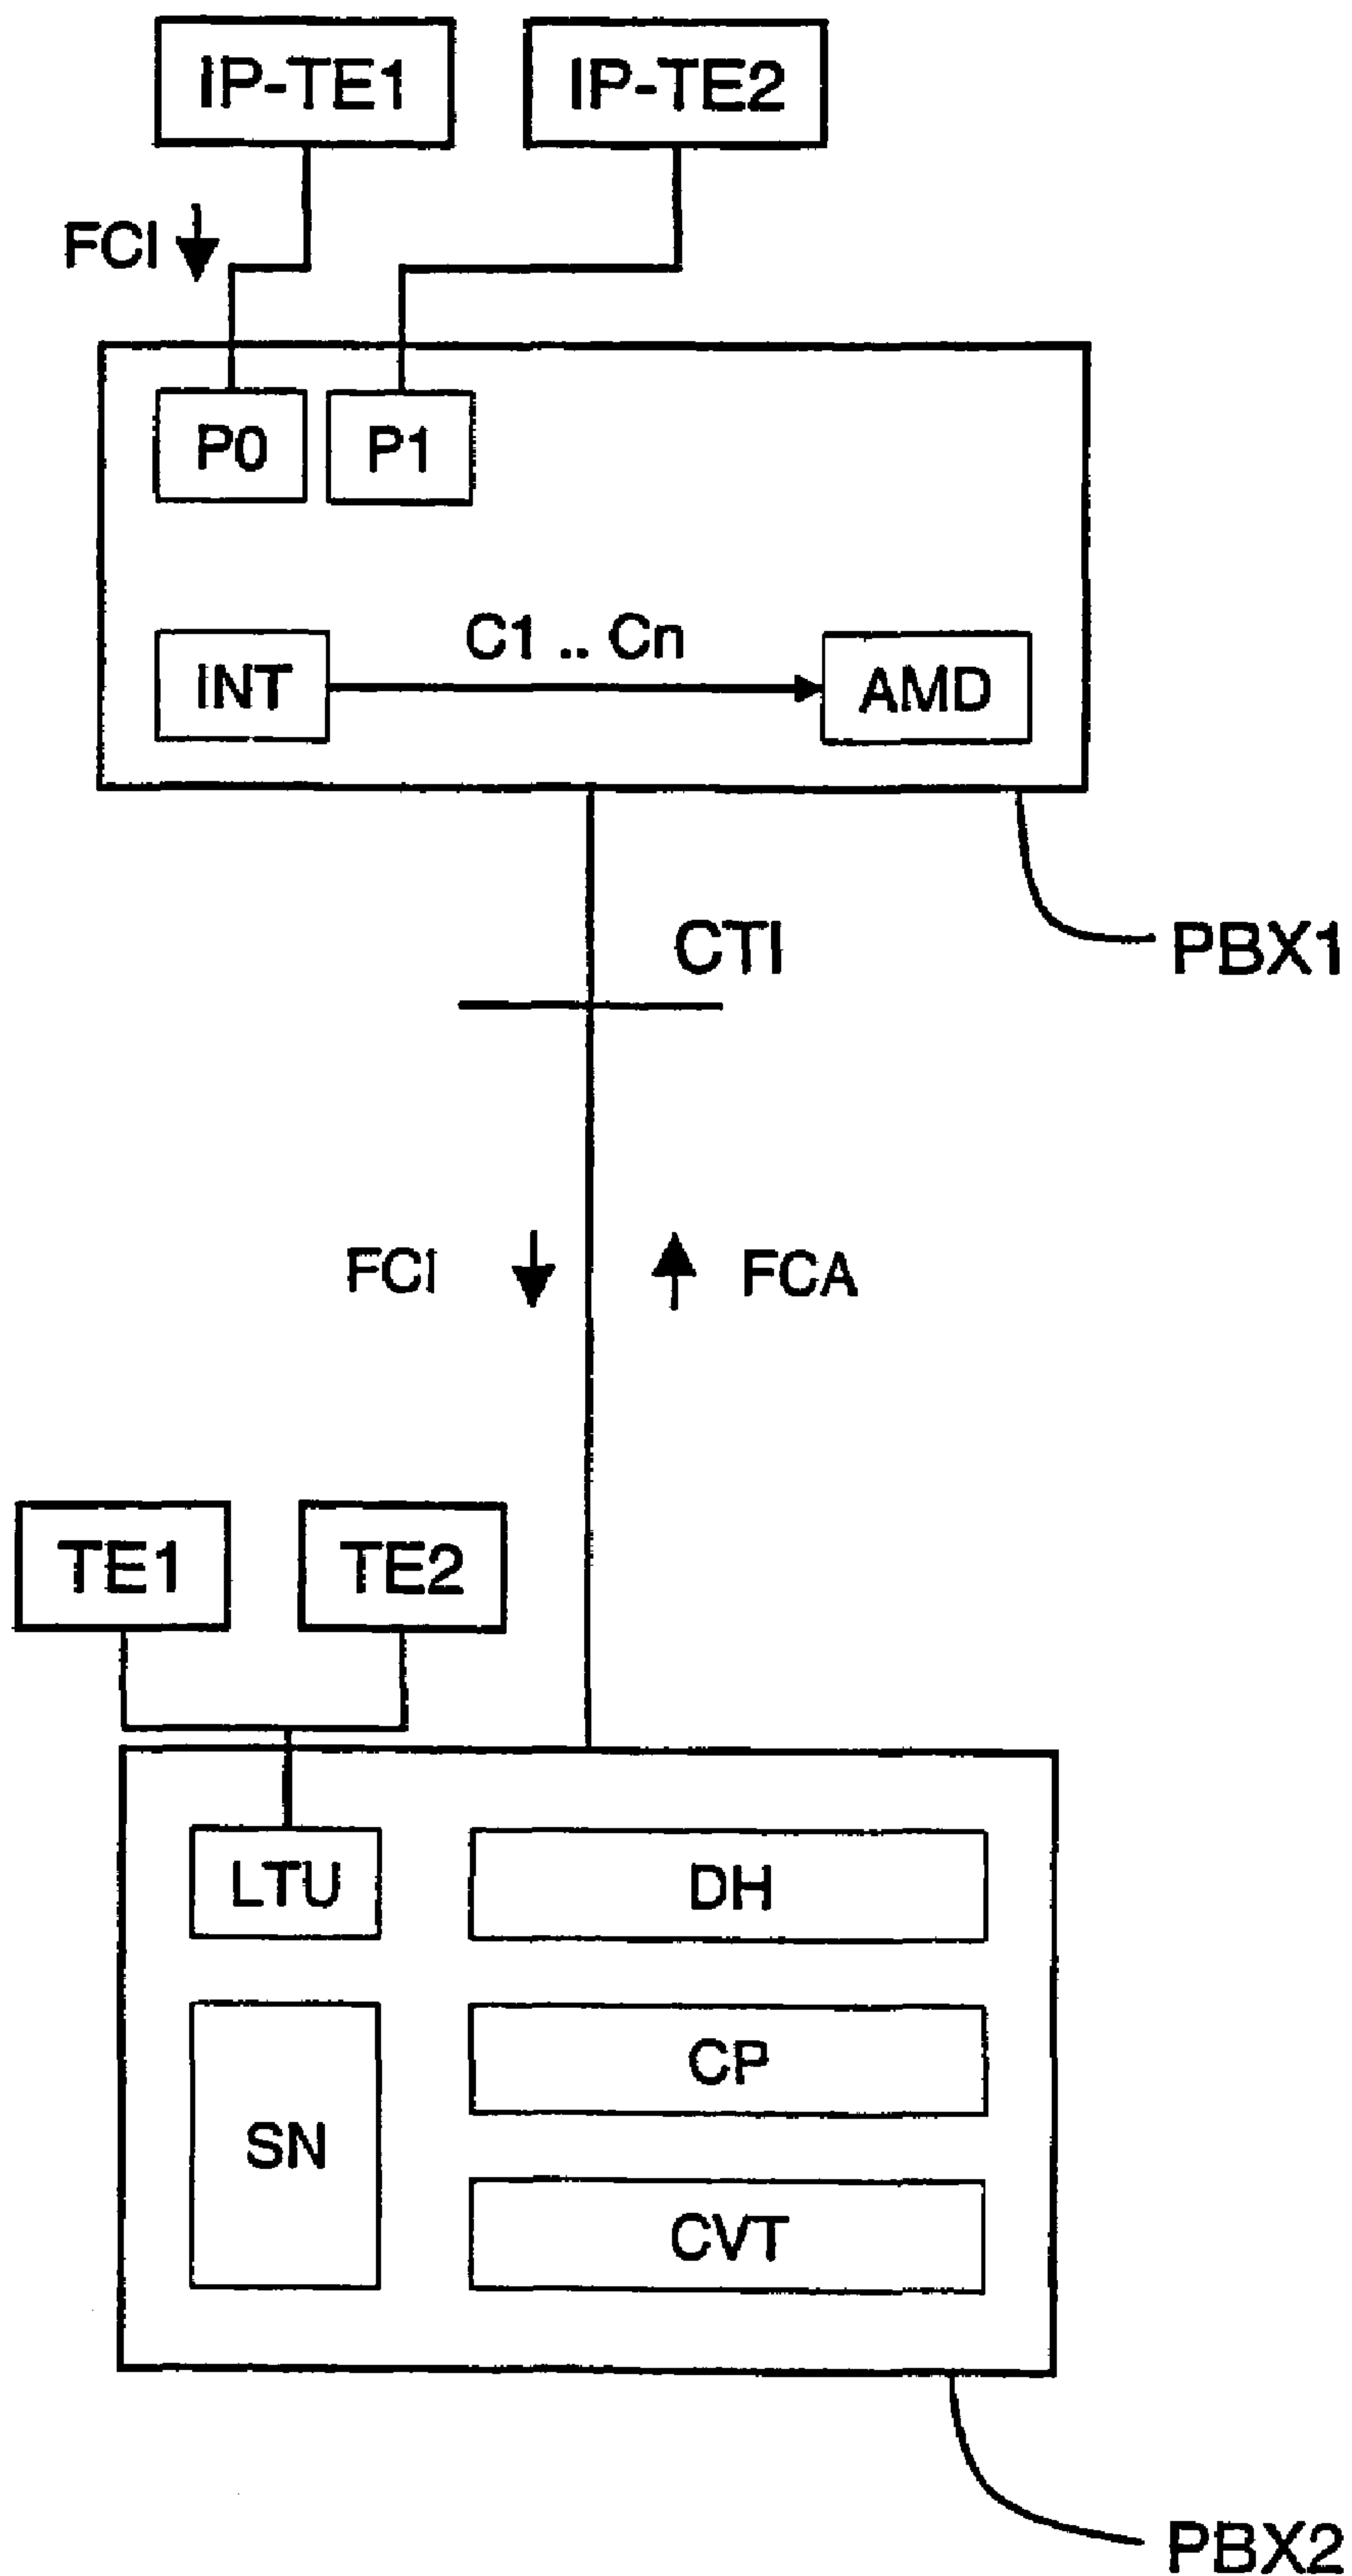 IP-TE1 IP-TE2
FCI
P0 P1
C1 .. Cn
INT AMD
CTI
PBX1
FCI FCA
TE1 TE2
LTU DH
CP
SN
CVT
PBX2